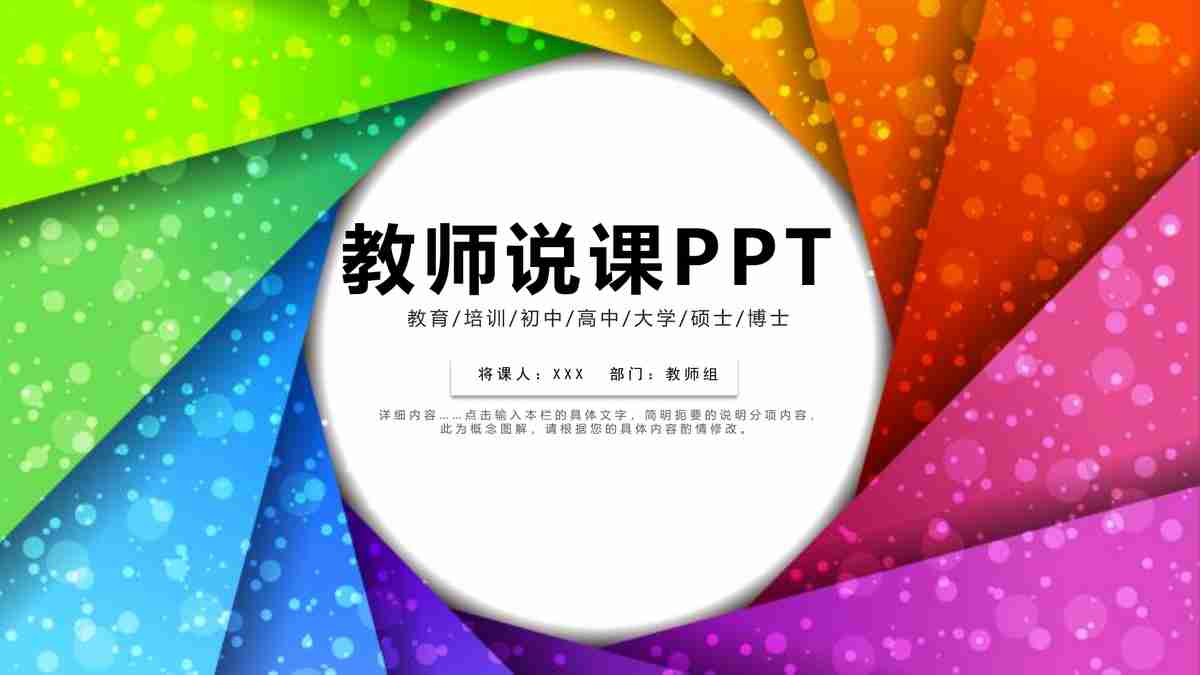 教师说课PPT
教育/培训/初中/高中/大学/硕士/博士
将课人：XXX 部门：教师组
详细内容……点击输入本栏的具体文字，简明扼要的说明分项内容，
此为概念图解，请根据您的具体内容酌情修改。